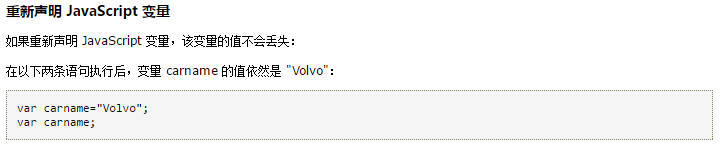 重新声明 JavaScript 变量
如果重新声明 JavaScript 变量，该变量的值不会丢失：
在以下两条语句执行后，变量 carname 的值依然是 "Volvo"：
var carname="Volvo";
var carname;